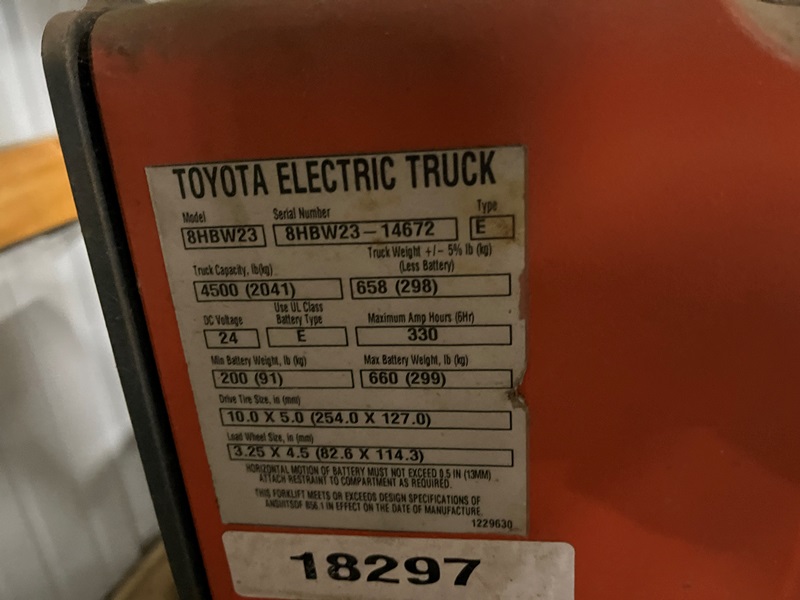 TOYOTA ELECTRIC TRUCK
Model Serial Number Type
8HBW23 8HBW23-14672 E
Truck Capacity, lb(kg) Truck Weight +/- 5% lb (kg)
(Less Battery)
4500 (2041) 658 (298)
DC Voltage Use UL Class
Battery Type Maximum Amp Hours (6Hr)
24 E 330
Min Battery Weight, lb (kg) Max Battery Weight, lb (kg)
200 (91) 660 (299)
Drive Tire Size, in (mm)
10.0 X 5.0 (254.0 X 127.0)
Load Wheel Size, in (mm)
3.25 X 4.5 (82.6 X 114.3)
HORIZONTAL MOTION OF BATTERY MUST NOT EXCEED 0.5 IN (13MM)
ATTACH RESTRAINT TO COMPARTMENT AS REQUIRED.
THIS FORKLIFT MEETS OR EXCEEDS DESIGN SPECIFICATIONS OF
ANSI/ITSDF B56.1 IN EFFECT ON THE DATE OF MANUFACTURE.
1229630
18297